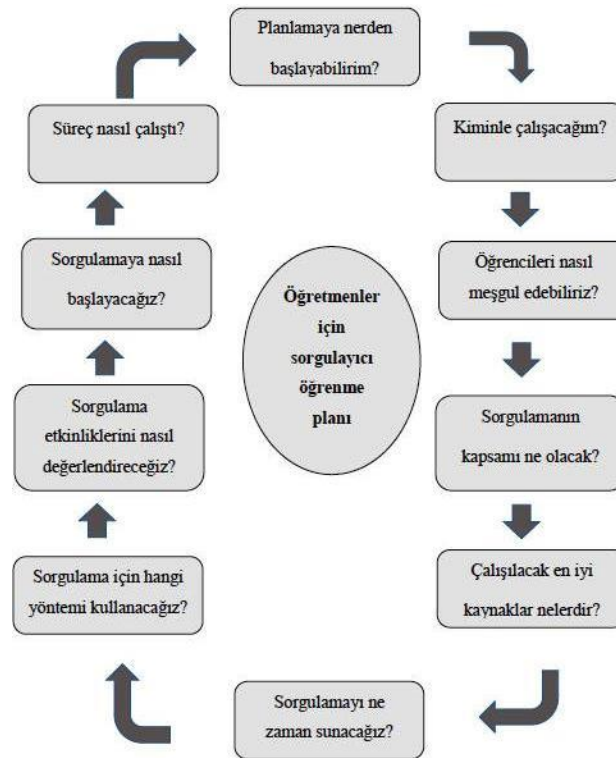 Planlamaya nerden
başlayabilirim?
Kiminle çalışacağım?
Öğrencileri nasıl
meşgul edebiliriz?
Sorgulamanın
kapsamı ne olacak?
Çalışılacak en iyi
kaynaklar nelerdir?
Sorgulamayı ne
zaman sunacağız?
Sorgulama için hangi
yöntemi kullanacağız?
Sorgulama
etkinliklerini nasıl
değerlendireceğiz?
Sorgulamaya nasıl
başlayacağız?
Süreç nasıl çalıştı?
Öğretmenler
için
sorgulayıcı
öğrenme
planı